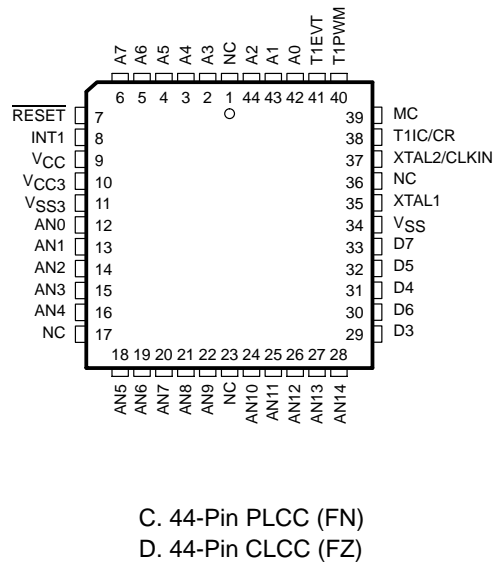 A7
A6
A5
A4
A3
NC
A2
A1
A0
T1EVT
T1PWM
6 5 4 3 2 1 44 43 42 41 40
RESET 7
INT1 8
VCC 9
VCC3 10
VSS3 11
AN0 12
AN1 13
AN2 14
AN3 15
AN4 16
NC 17
39 MC
38 T1IC/CR
37 XTAL2/CLKIN
36 NC
35 XTAL1
34 VSS
33 D7
32 D5
31 D4
30 D6
29 D3
18 19 20 21 22 23 24 25 26 27 28
AN5
AN6
AN7
AN8
AN9
NC
AN10
AN11
AN12
AN13
AN14
C. 44-Pin PLCC (FN)
D. 44-Pin CLCC (FZ)